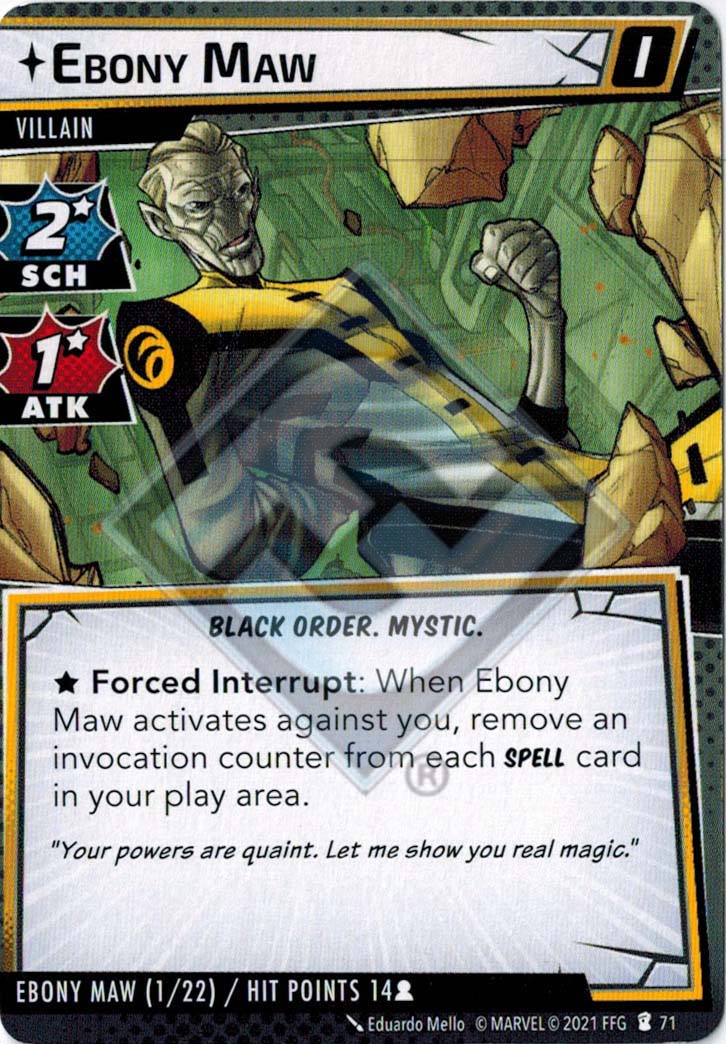 EBONY MAW
I
VILLAIN
2★
SCH
1★
ATK
BLACK ORDER. MYSTIC.
★ Forced Interrupt: When Ebony
Maw activates against you, remove an
invocation counter from each SPELL card
in your play area.
"Your powers are quaint. Let me show you real magic."
EBONY MAW (1/22) / HIT POINTS 14
Eduardo Mello © MARVEL © 2021 FFG 71
®